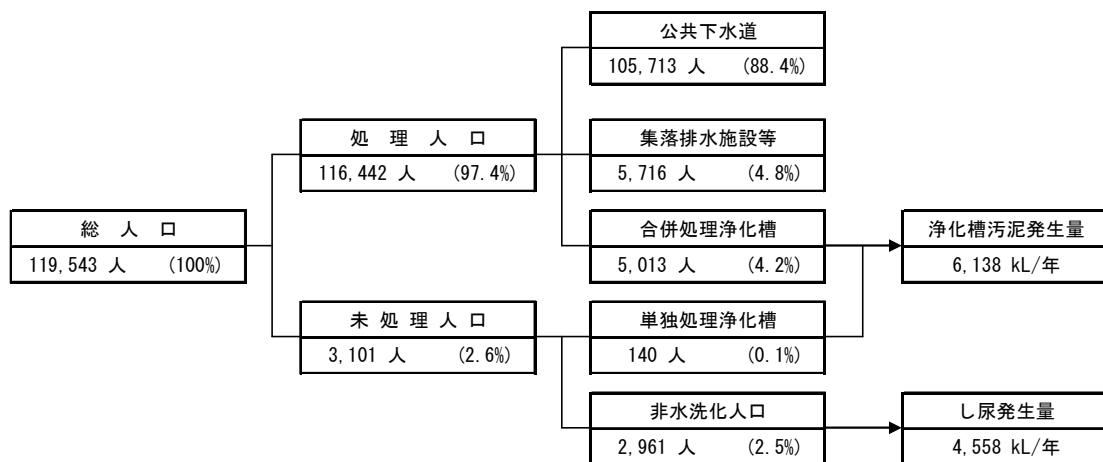 公共下水道
105,713 人 (88.4%)
処 理 人 口
116,442 人 (97.4%)
集落排水施設等
5,716 人 (4.8%)
総 人 口
119,543 人 (100%)
合併処理浄化槽
5,013 人 (4.2%)
浄化槽汚泥発生量
6,138 kL/年
未 処 理 人 口
3,101 人 (2.6%)
単独処理浄化槽
140 人 (0.1%)
非水洗化人口
2,961 人 (2.5%)
し尿発生量
4,558 kL/年